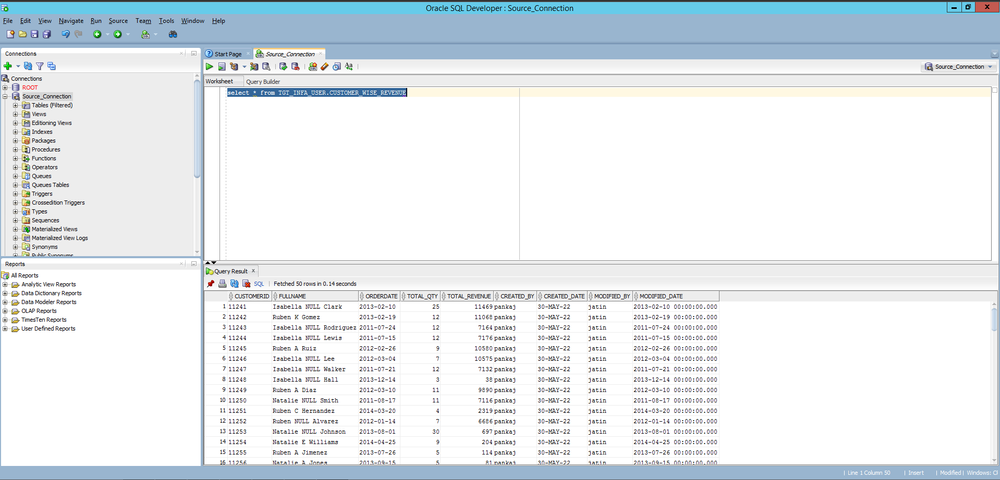 Oracle SQL Developer : Source_Connection
File Edit View Navigate Run Source Team Tools Window Help
Connections
Connections
ROOT
Source_Connection
Tables (Filtered)
Views
Editioning Views
Indexes
Packages
Procedures
Functions
Operators
Queues
Queues Tables
Triggers
Crossedition Triggers
Types
Sequences
Materialized Views
Materialized View Logs
Synonyms
Public Synonyms
Reports
All Reports
Analytic View Reports
Data Dictionary Reports
Data Modeler Reports
OLAP Reports
TimesTen Reports
User Defined Reports
Start Page Source_Connection
Source_Connection
Worksheet Query Builder
select * from TGT_INFA_USER.CUSTOMER_WISE_REVENUE
Query Result
SQL | Fetched 50 rows in 0.14 seconds
CUSTOMERID FULLNAME ORDERDATE TOTAL_QTY TOTAL_REVENUE CREATED_BY CREATED_DATE MODIFIED_BY MODIFIED_DATE
1 11241 Isabella NULL Clark 2013-02-10 25 11469 pankaj 30-MAY-22 jatin 2013-02-10 00:00:00.000
2 11242 Ruben K Gomez 2013-02-19 12 11068 pankaj 30-MAY-22 jatin 2013-02-19 00:00:00.000
3 11243 Isabella NULL Rodriguez 2011-07-24 12 7164 pankaj 30-MAY-22 jatin 2011-07-24 00:00:00.000
4 11244 Isabella NULL Lewis 2011-07-15 12 7176 pankaj 30-MAY-22 jatin 2011-07-15 00:00:00.000
5 11245 Ruben A Ruiz 2012-02-26 9 10580 pankaj 30-MAY-22 jatin 2012-02-26 00:00:00.000
6 11246 Isabella NULL Lee 2012-03-04 7 10575 pankaj 30-MAY-22 jatin 2012-03-04 00:00:00.000
7 11247 Isabella NULL Walker 2011-07-21 12 7132 pankaj 30-MAY-22 jatin 2011-07-21 00:00:00.000
8 11248 Isabella NULL Hall 2013-12-14 3 38 pankaj 30-MAY-22 jatin 2013-12-14 00:00:00.000
9 11249 Ruben A Diaz 2012-03-10 11 9890 pankaj 30-MAY-22 jatin 2012-03-10 00:00:00.000
10 11250 Natalie NULL Smith 2011-08-17 11 7116 pankaj 30-MAY-22 jatin 2011-08-17 00:00:00.000
11 11251 Ruben C Hernandez 2014-03-20 4 2319 pankaj 30-MAY-22 jatin 2014-03-20 00:00:00.000
12 11252 Ruben NULL Alvarez 2012-01-14 7 6686 pankaj 30-MAY-22 jatin 2012-01-14 00:00:00.000
13 11253 Natalie NULL Johnson 2013-08-01 30 697 pankaj 30-MAY-22 jatin 2013-08-01 00:00:00.000
14 11254 Natalie E Williams 2014-04-25 9 204 pankaj 30-MAY-22 jatin 2014-04-25 00:00:00.000
15 11255 Ruben A Jimenez 2013-07-26 5 114 pankaj 30-MAY-22 jatin 2013-07-26 00:00:00.000
16 11256 Natalie A Jones 2013-09-15 5 81 pankaj 30-MAY-22 jatin 2013-09-15 00:00:00.000
| Line 1 Column 50 | Insert | Modified | Windows: CF